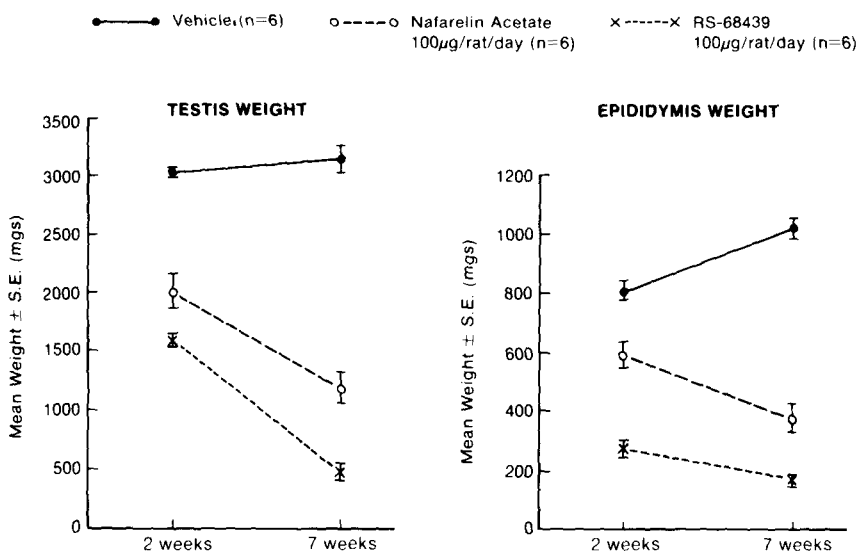 Vehicle (n=6)
Nafarelin Acetate
100µg/rat/day (n=6)
RS-68439
100µg/rat/day (n=6)
TESTIS WEIGHT
Mean Weight ± S.E. (mgs)
3500
3000
2500
2000
1500
1000
500
0
2 weeks
7 weeks
EPIDIDYMIS WEIGHT
Mean Weight ± S.E. (mgs)
1200
1000
800
600
400
200
0
2 weeks
7 weeks